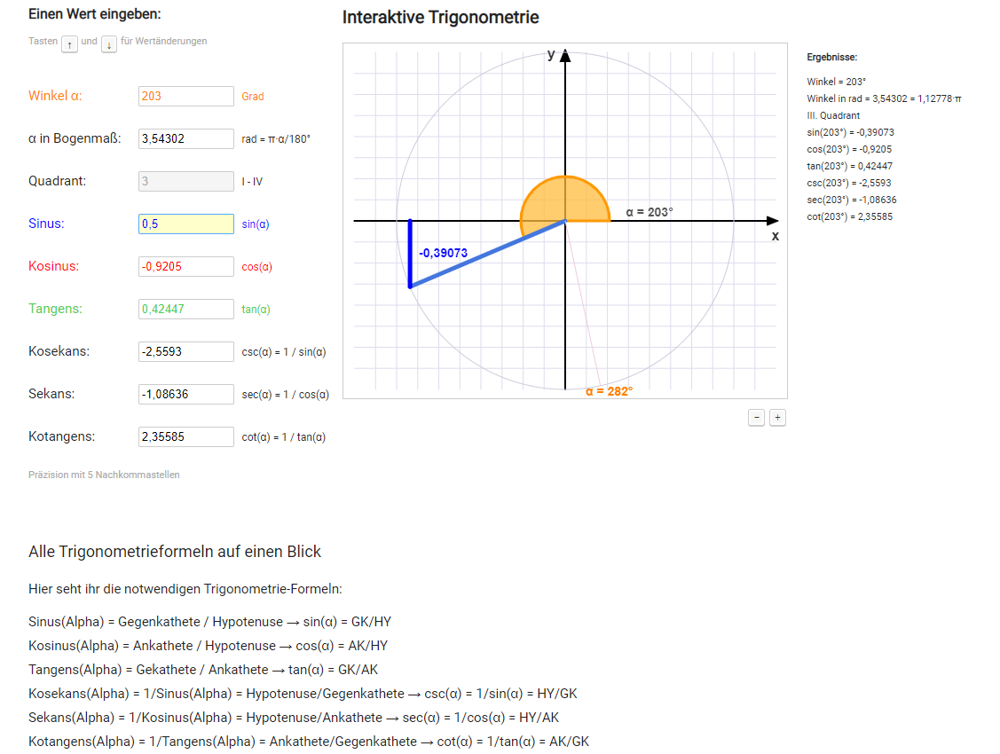 Einen Wert eingeben:
Tasten ↑ und ↓ für Wertänderungen
Winkel α: 203 Grad
α in Bogenmaß: 3,54302 rad = π·α/180°
Quadrant: 3 I - IV
Sinus: 0,5 sin(α)
Kosinus: -0,9205 cos(α)
Tangens: 0,42447 tan(α)
Kosekans: -2,5593 csc(α) = 1 / sin(α)
Sekans: -1,08636 sec(α) = 1 / cos(α)
Kotangens: 2,35585 cot(α) = 1 / tan(α)
Präzision mit 5 Nachkommastellen
Interaktive Trigonometrie
y
α = 203°
x
-0,39073
α = 282°
− +
Ergebnisse:
Winkel = 203°
Winkel in rad = 3,54302 = 1,12778·π
III. Quadrant
sin(203°) = -0,39073
cos(203°) = -0,9205
tan(203°) = 0,42447
csc(203°) = -2,5593
sec(203°) = -1,08636
cot(203°) = 2,35585
Alle Trigonometrieformeln auf einen Blick
Hier seht ihr die notwendigen Trigonometrie-Formeln:
Sinus(Alpha) = Gegenkathete / Hypotenuse → sin(α) = GK/HY
Kosinus(Alpha) = Ankathete / Hypotenuse → cos(α) = AK/HY
Tangens(Alpha) = Gekathete / Ankathete → tan(α) = GK/AK
Kosekans(Alpha) = 1/Sinus(Alpha) = Hypotenuse/Gegenkathete → csc(α) = 1/sin(α) = HY/GK
Sekans(Alpha) = 1/Kosinus(Alpha) = Hypotenuse/Ankathete → sec(α) = 1/cos(α) = HY/AK
Kotangens(Alpha) = 1/Tangens(Alpha) = Ankathete/Gegenkathete → cot(α) = 1/tan(α) = AK/GK